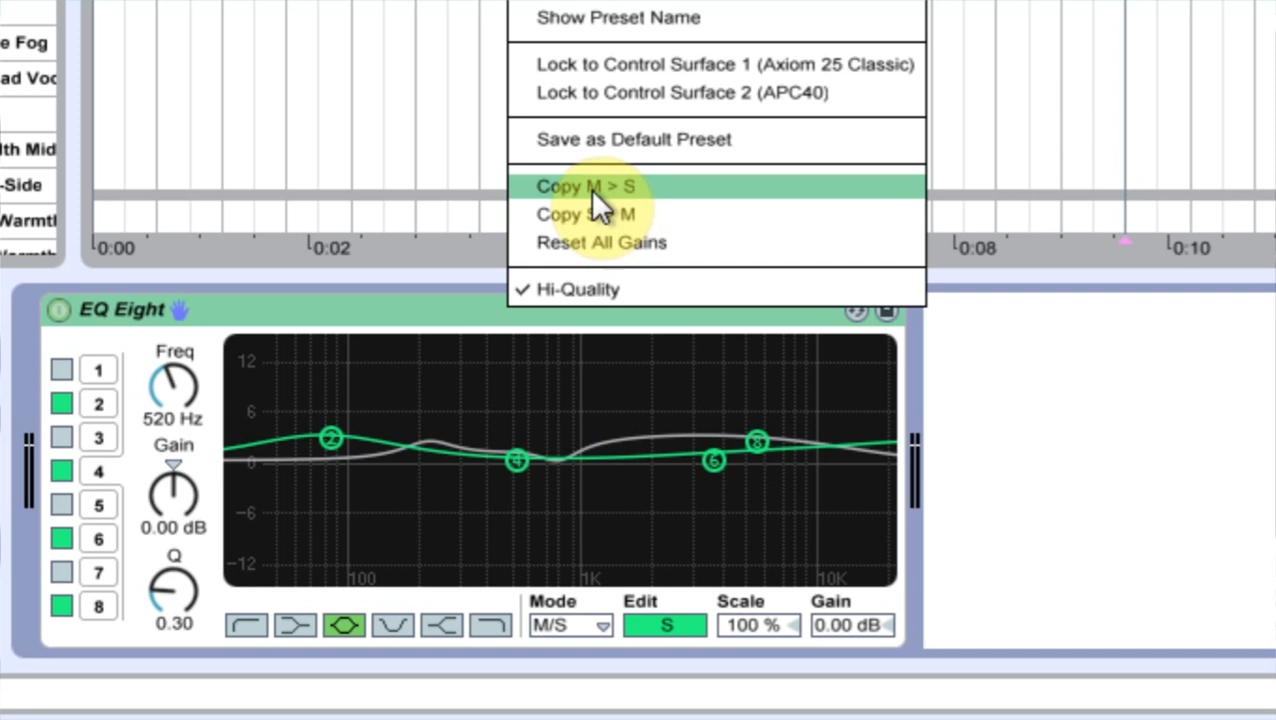 Show Preset Name
e Fog
Lock to Control Surface 1 (Axiom 25 Classic)
ad Voc
Lock to Control Surface 2 (APC40)
lth Mid
Save as Default Preset
-Side
Copy M > S
Warmth
Copy S > M
Reset All Gains
0:00
0:02
0:08
0:10
✓ Hi-Quality
EQ Eight
Freq
520 Hz
Gain
0.00 dB
Q
0.30
1
2
3
4
5
6
7
8
12
6
0
-6
-12
100
1K
10K
2
4
6
8
Mode
Edit
Scale
Gain
M/S
S
100 %
0.00 dB